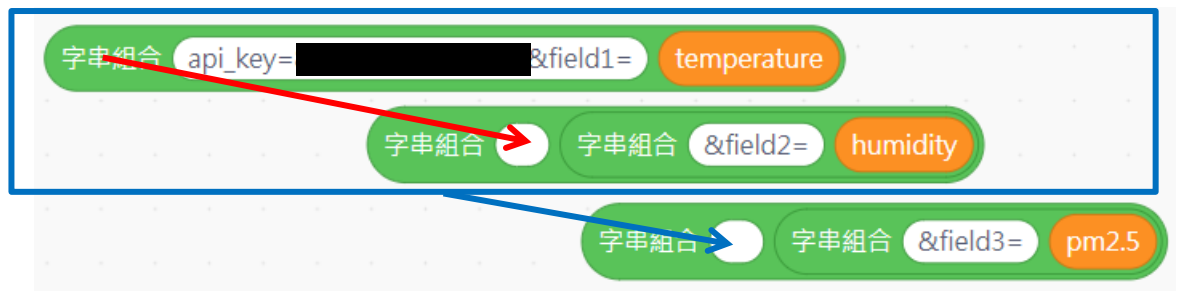 字串組合 api_key= &field1= temperature
字串組合 字串組合 &field2= humidity
字串組合 字串組合 &field3= pm2.5